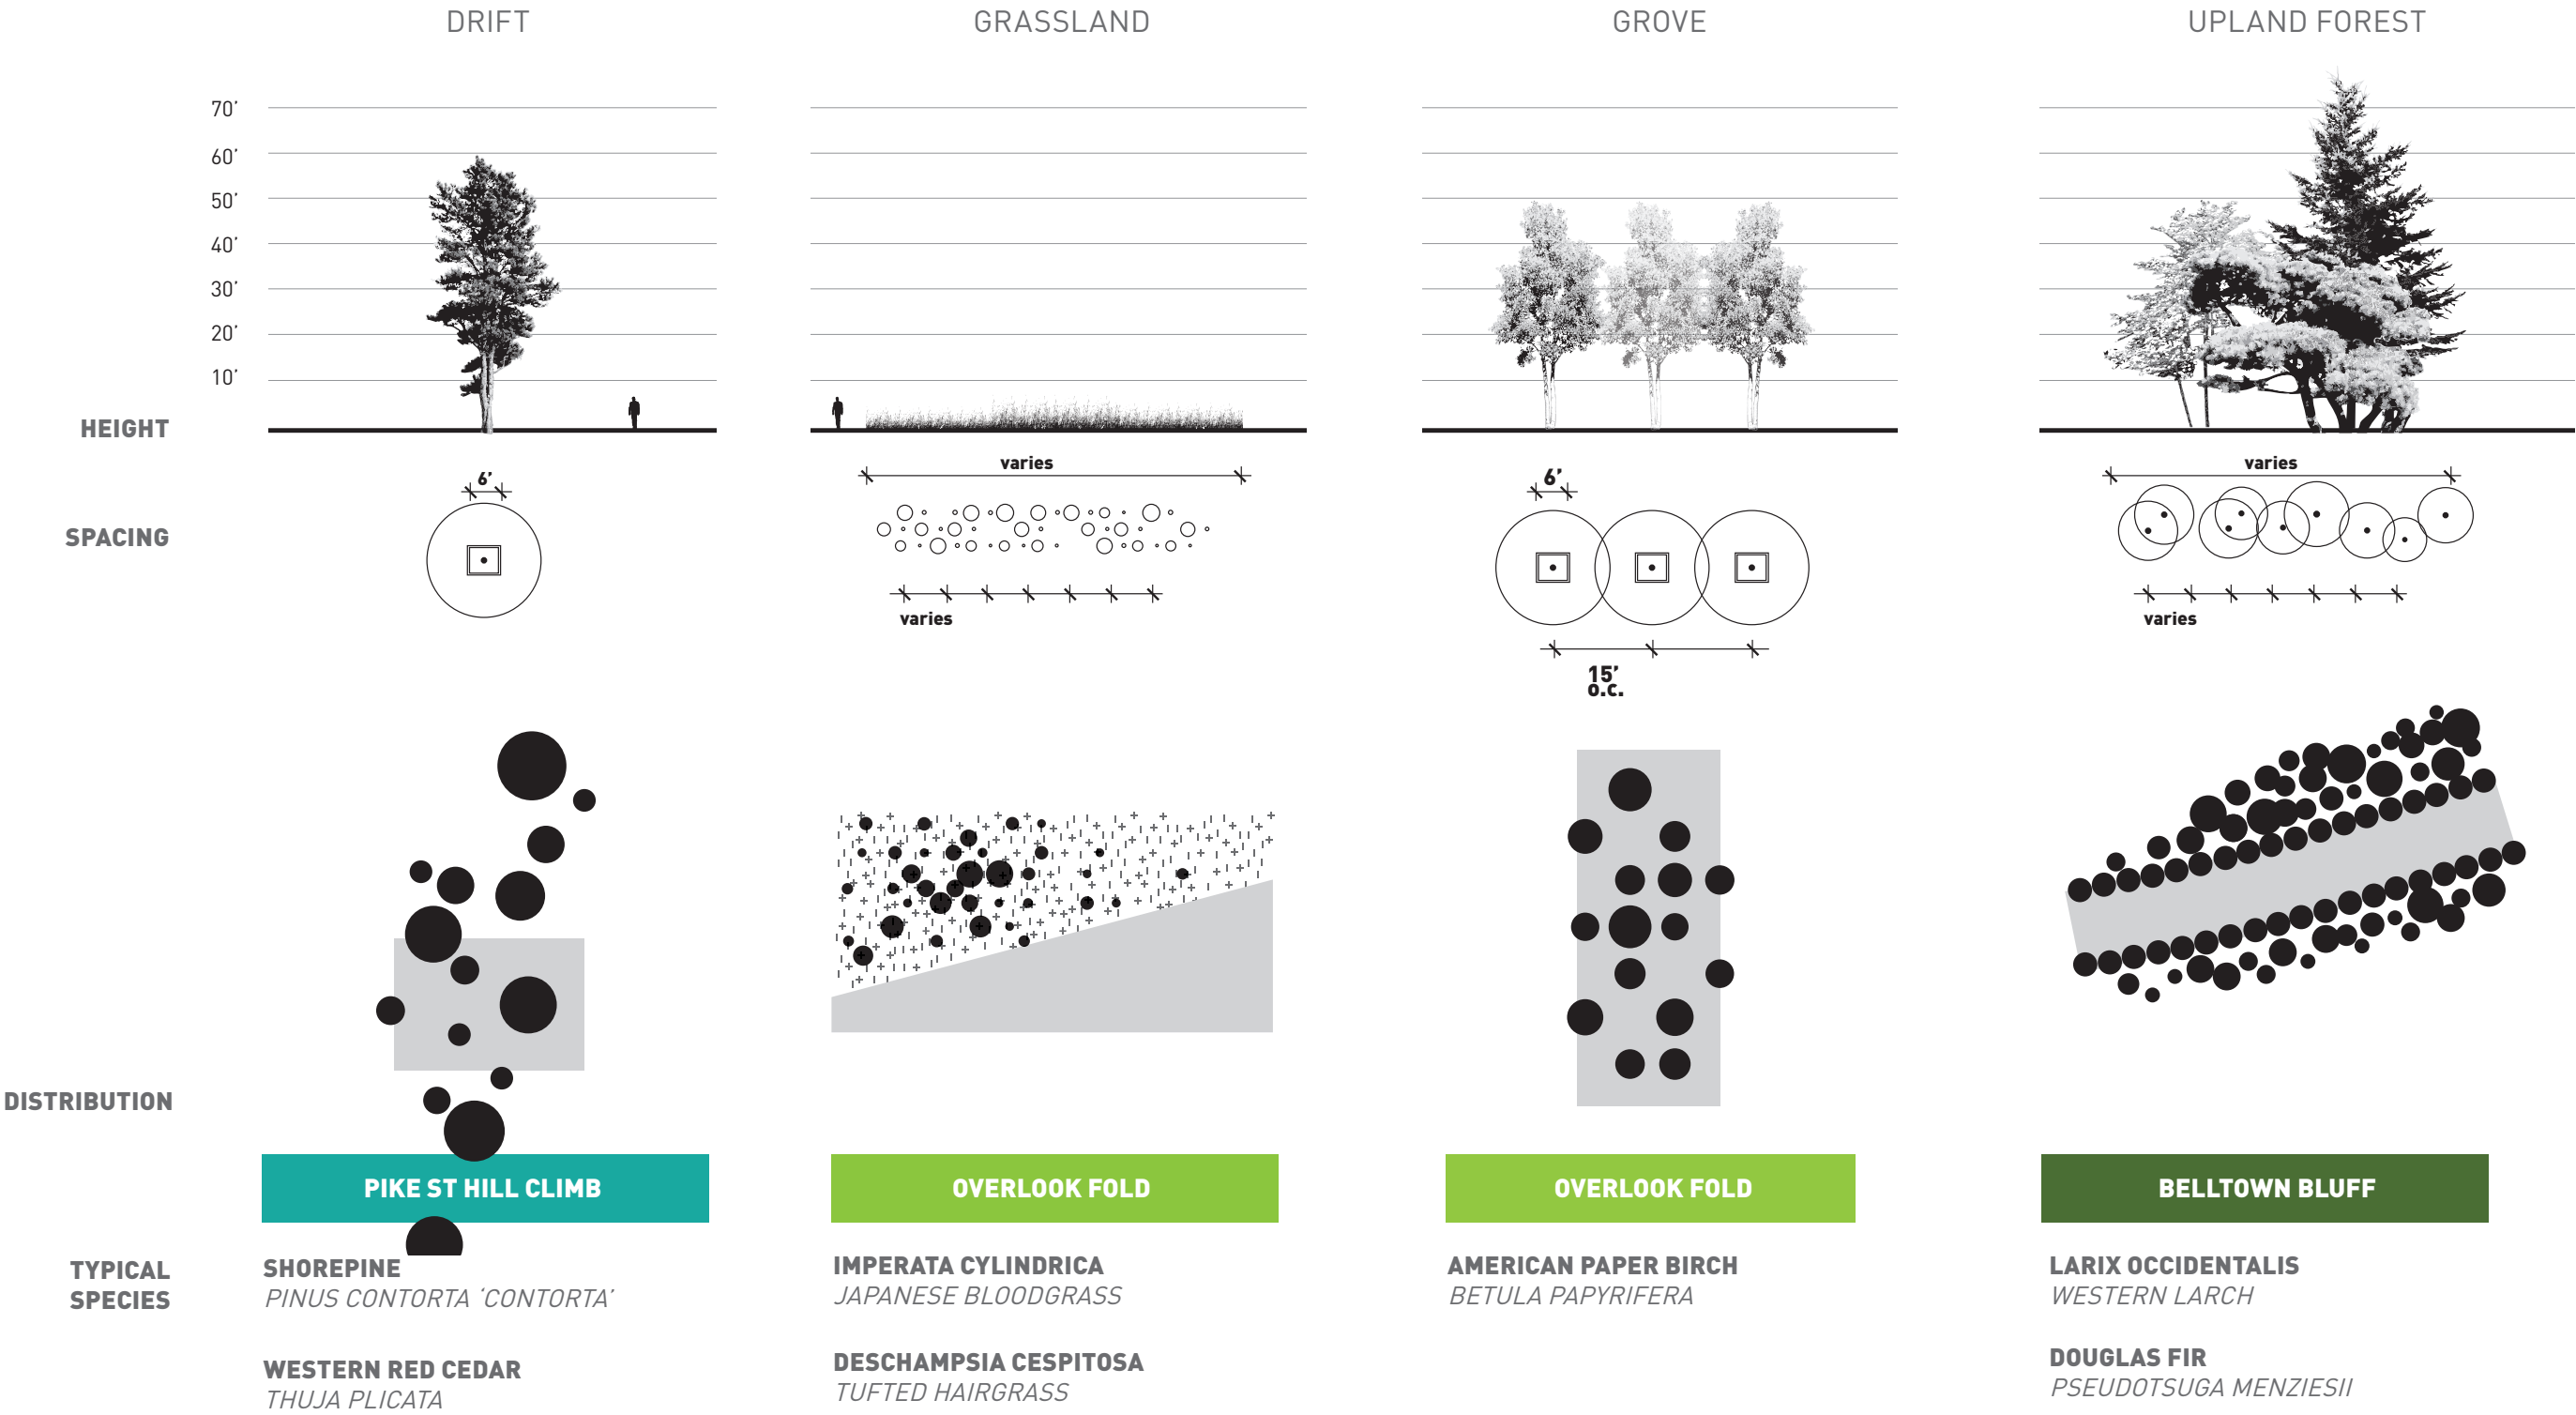 DRIFT
GRASSLAND
GROVE
UPLAND FOREST
70’
60’
50’
40’
30’
20’
10’
HEIGHT
SPACING
6’
varies
varies
6’
15’
o.c.
varies
varies
DISTRIBUTION
PIKE ST HILL CLIMB
OVERLOOK FOLD
OVERLOOK FOLD
BELLTOWN BLUFF
TYPICAL
SPECIES
SHOREPINE
PINUS CONTORTA ‘CONTORTA’
WESTERN RED CEDAR
THUJA PLICATA
IMPERATA CYLINDRICA
JAPANESE BLOODGRASS
DESCHAMPSIA CESPITOSA
TUFTED HAIRGRASS
AMERICAN PAPER BIRCH
BETULA PAPYRIFERA
LARIX OCCIDENTALIS
WESTERN LARCH
DOUGLAS FIR
PSEUDOTSUGA MENZIESII